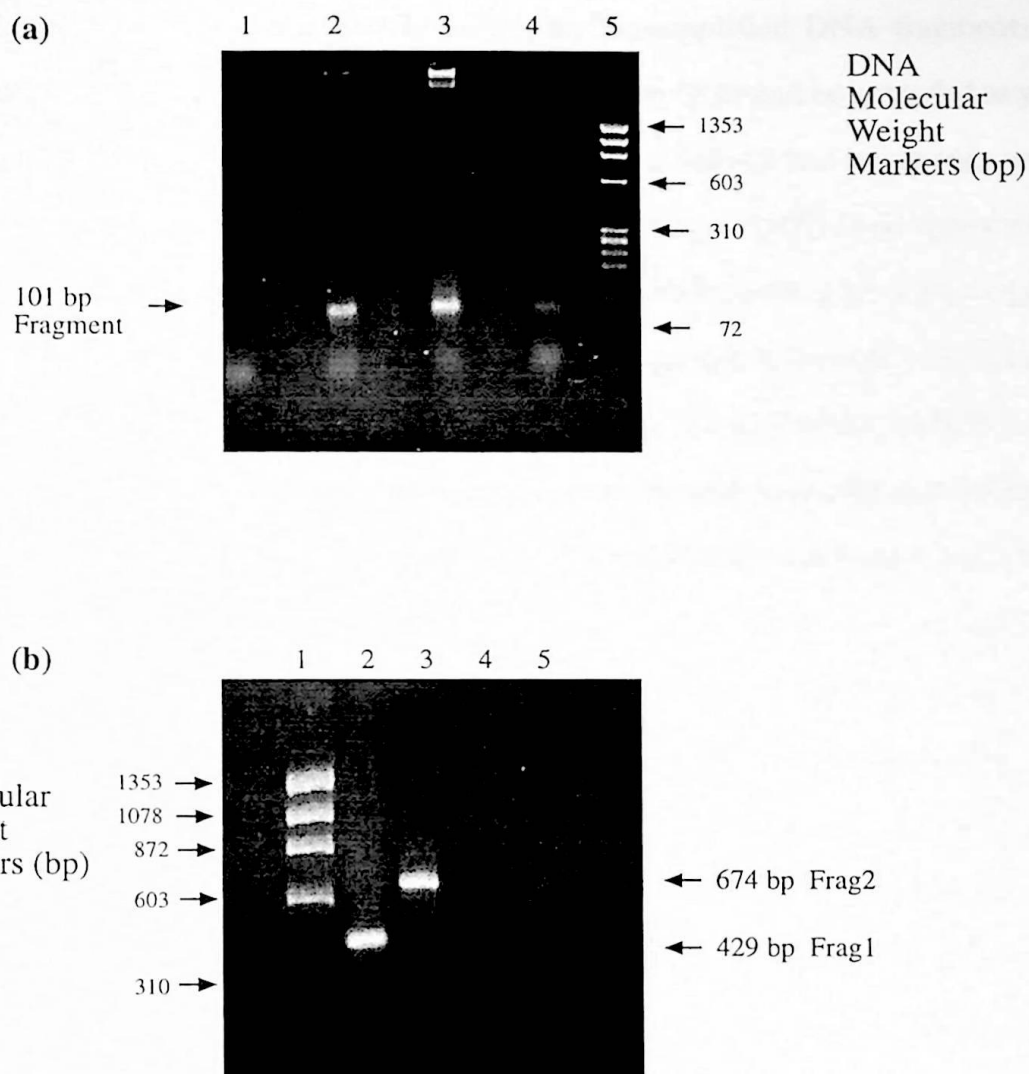 (a)
1 2 3 4 5
DNA
Molecular
Weight
Markers (bp)
1353
603
310
72
101 bp
Fragment
(b)
1 2 3 4 5
1353
1078
872
603
310
ular
t
rs (bp)
674 bp Frag2
429 bp Frag1